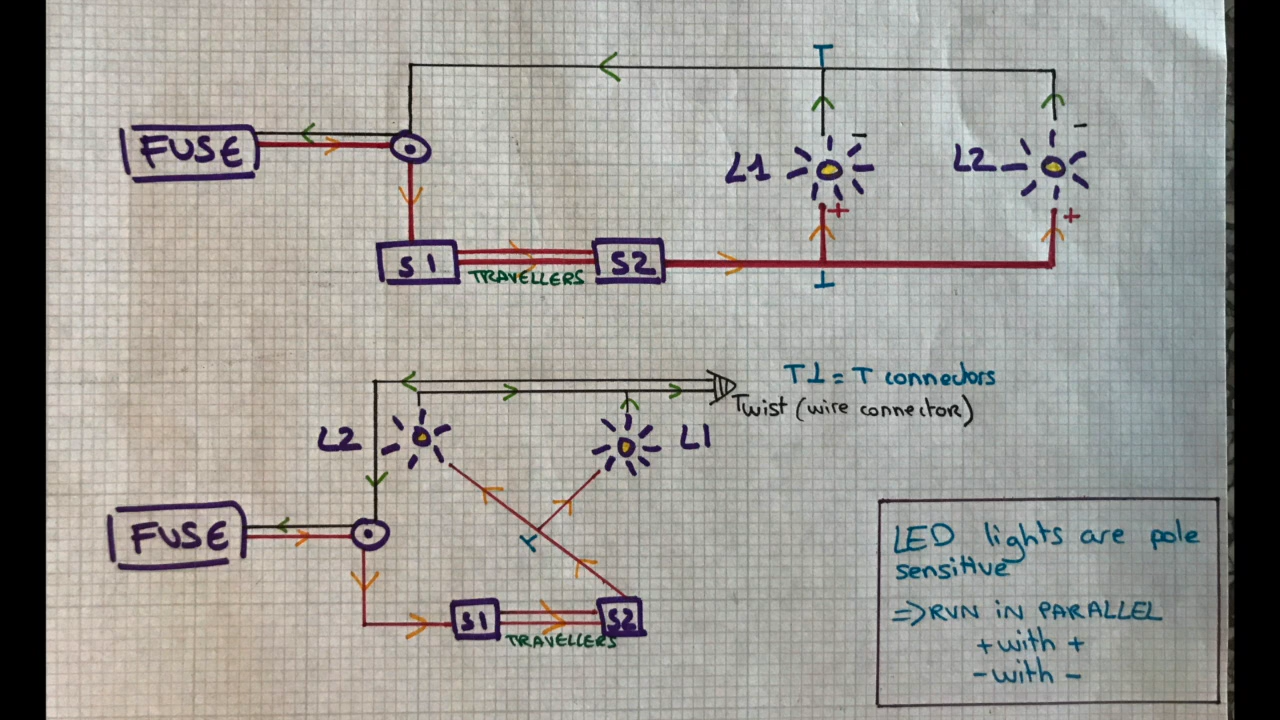 T
-
-
FUSE
L1
L2
+
+
S1
S2
TRAVELLERS
T
T⊥ = T connectors
Twist (wire connector)
L2
L1
FUSE
LED lights are pole
sensitive
=> RUN IN PARALLEL
+ with +
- with -
S1
S2
TRAVELLERS